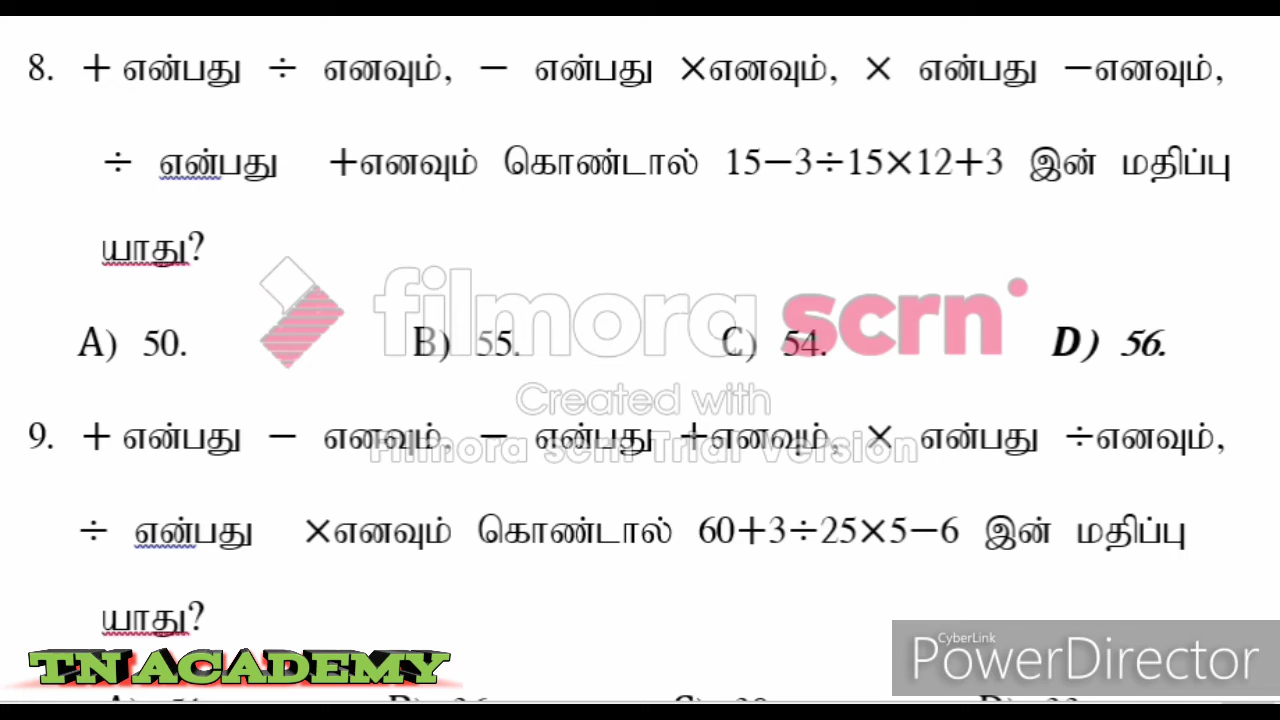 8. + என்பது ÷ எனவும், − என்பது ×எனவும், × என்பது −எனவும்,
÷ என்பது +எனவும் கொண்டால் 15−3÷15×12+3 இன் மதிப்பு
யாது?
filmora scrn
A) 50. B) 55. C) 54. D) 56.
Created with
9. + என்பது − எனவும், − என்பது +எனவும், × என்பது ÷எனவும்,
Filmora scrn Trial Version
÷ என்பது ×எனவும் கொண்டால் 60+3÷25×5−6 இன் மதிப்பு
யாது?
CyberLink
PowerDirector
TN ACADEMY